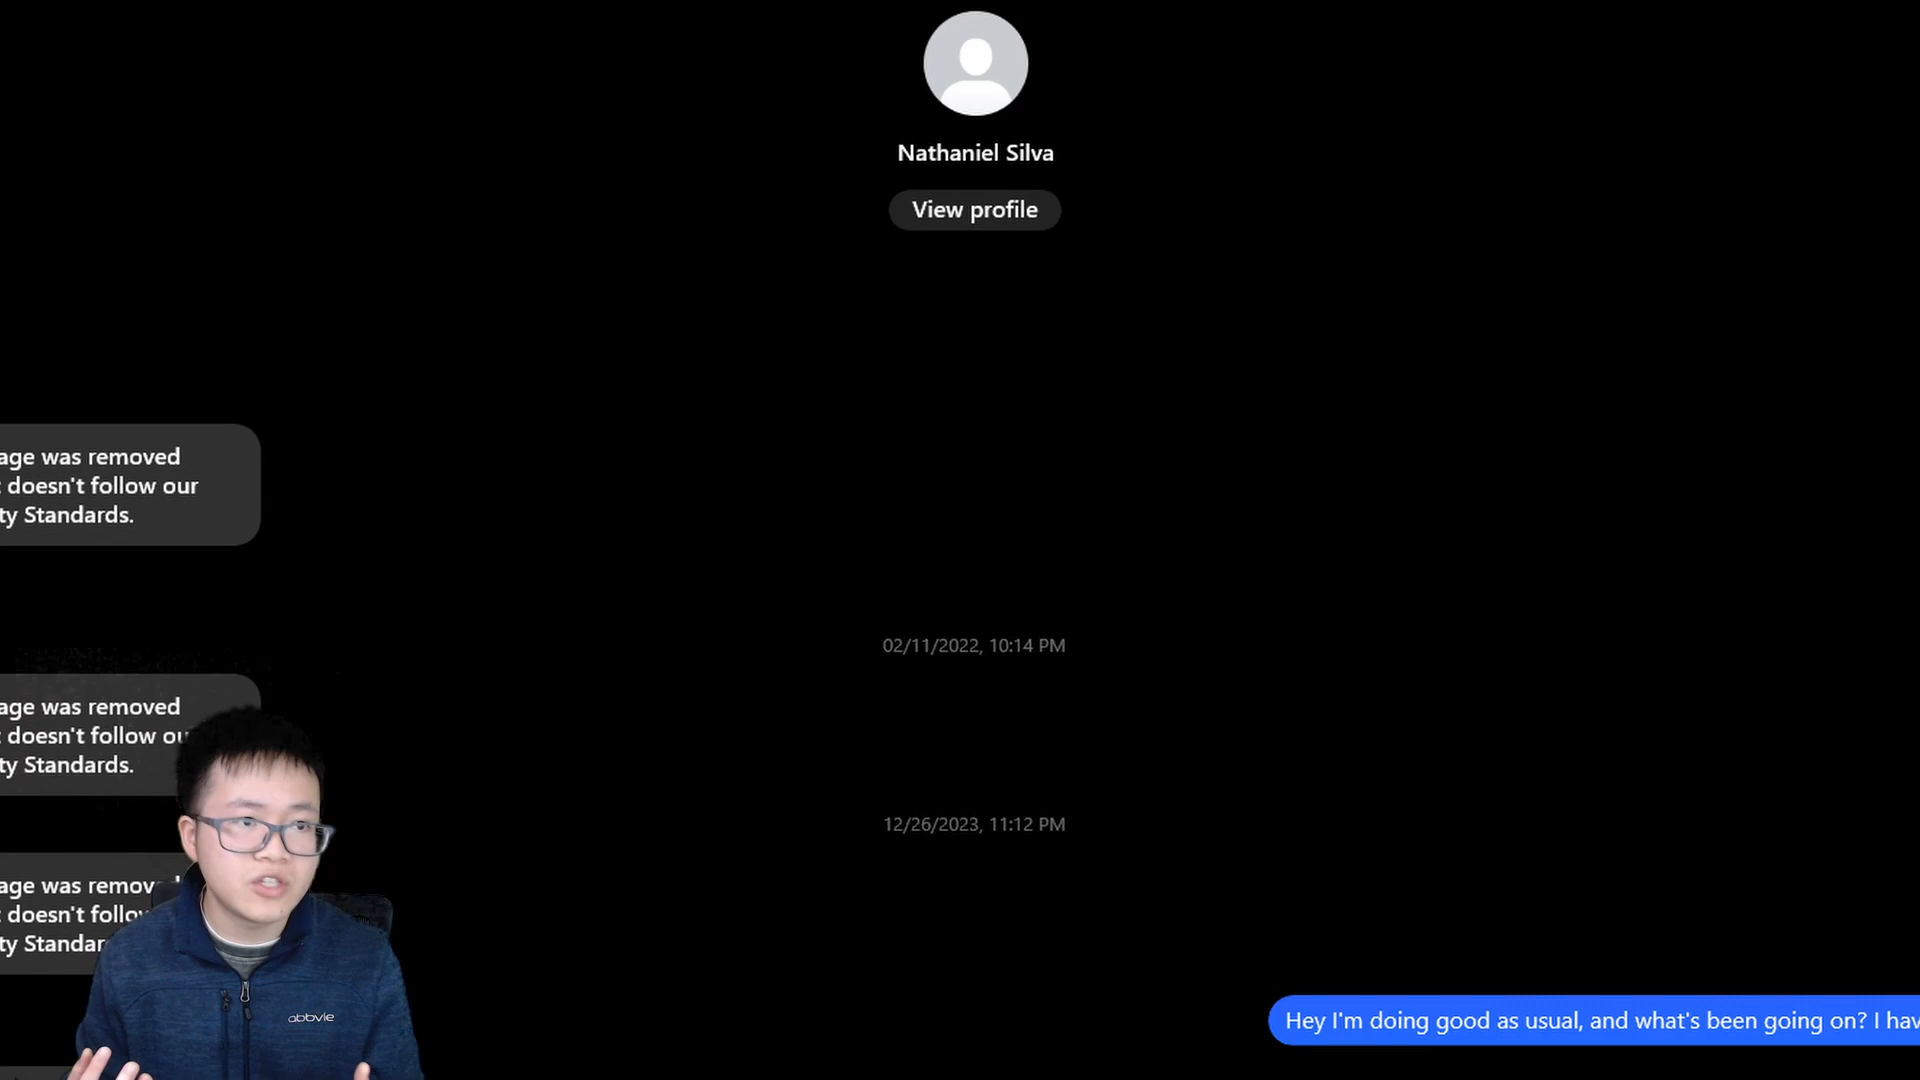 Nathaniel Silva
View profile
age was removed
doesn't follow our
ty Standards.
02/11/2022, 10:14 PM
age was removed
doesn't follow ou
ty Standards.
12/26/2023, 11:12 PM
age was remov
doesn't follow
ty Standar
abbvie
Hey I'm doing good as usual, and what's been going on? I hav